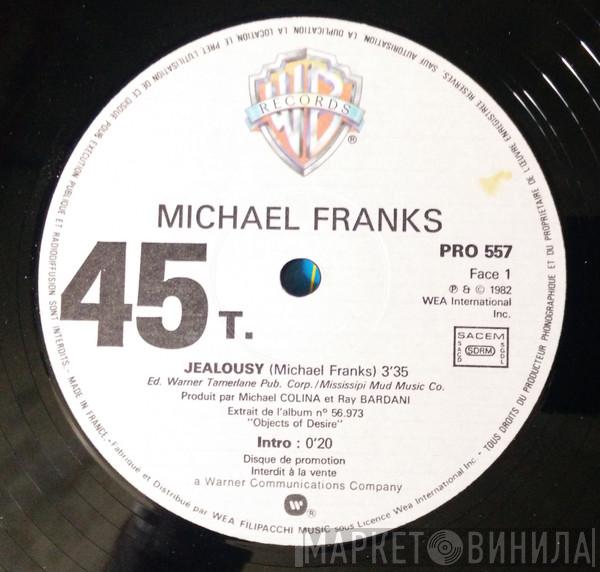 TOUS DROITS DU PRODUCTEUR PHONOGRAPHIQUE ET DU PROPRIETAIRE DE L'ŒUVRE ENREGISTREE RESERVES. SAUF AUTORISATION LA DUPLICATION, LA LOCATION, LE PRET, L'UTILISATION DE CE DISQUE POUR EXECUTION PUBLIQUE ET RADIODIFFUSION SONT INTERDITS. MADE IN FRANCE
WB
RECORDS
®
MICHAEL FRANKS
PRO 557
Face 1
℗ & © 1982
WEA International
Inc.
45 T.
SACEM
SACD
SDRM
SGDL
JEALOUSY (Michael Franks) 3'35
Ed. Warner Tamerlane Pub. Corp./Mississipi Mud Music Co.
Produit par Michael COLINA et Ray BARDANI
Extrait de l'album n° 56.973
"Objects of Desire"
Intro : 0'20
Disque de promotion
Interdit à la vente
a Warner Communications Company
®
Fabriqué et Distribué par WEA FILIPACCHI MUSIC sous Licence Wea International Inc.
МАРКЕТ ВИНИЛА